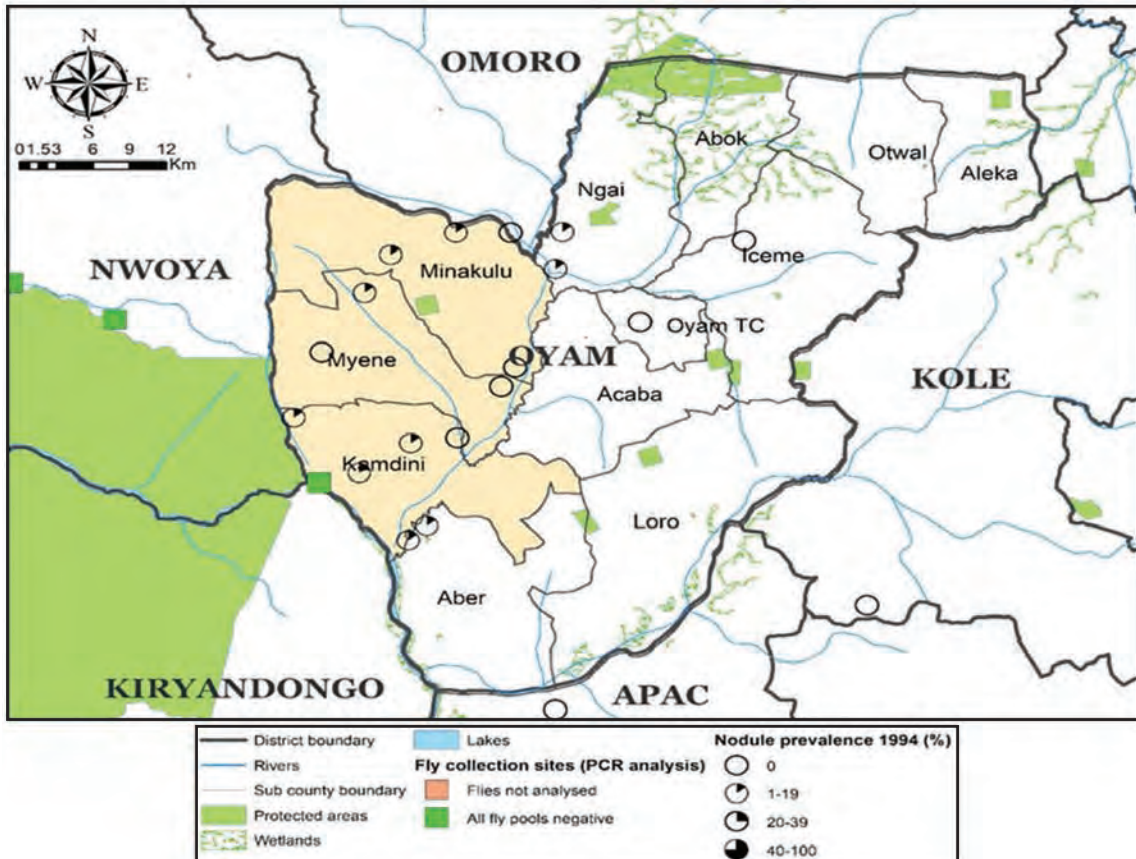 N
W E
S
01.53 6 9 12
Km
OMORO
Abok
Otwal
Aleka
Ngai
Iceme
NWOYA
Minakulu
Oyam TC
Myene
OYAM
KOLE
Acaba
Kamdini
Loro
Aber
KIRYANDONGO
APAC
District boundary
Rivers
Sub county boundary
Protected areas
Wetlands
Lakes
Fly collection sites (PCR analysis)
Flies not analysed
All fly pools negative
Nodule prevalence 1994 (%)
0
1-19
20-39
40-100